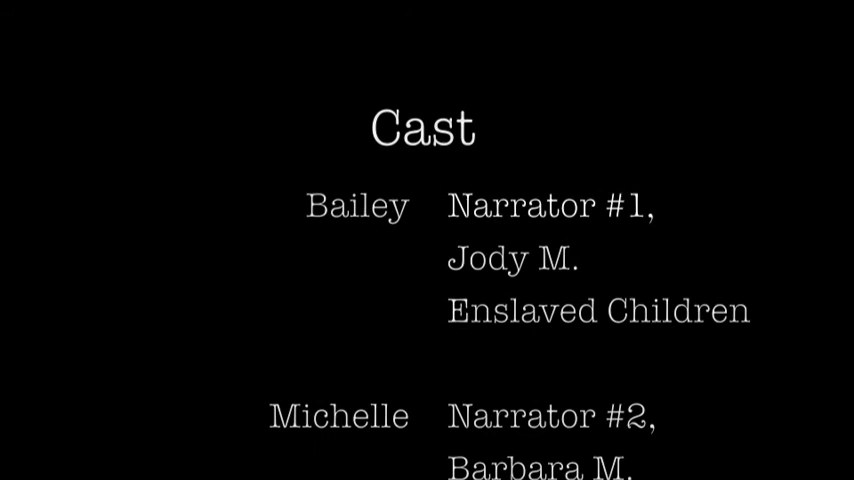 Cast
Bailey Narrator #1,
Jody M.
Enslaved Children
Michelle Narrator #2,
Barbara M.